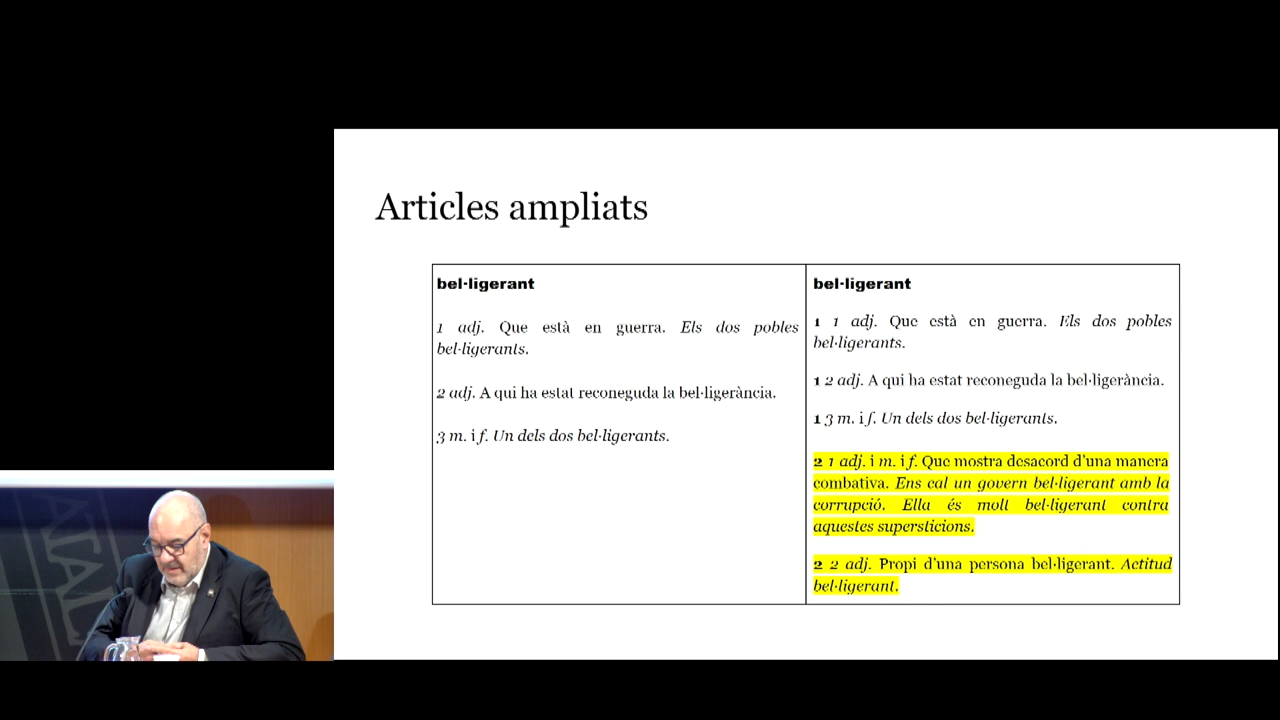 Articles ampliats
bel·ligerant
1 adj. Que està en guerra. Els dos pobles
bel·ligerants.
2 adj. A qui ha estat reconeguda la bel·ligerància.
3 m. i f. Un dels dos bel·ligerants.
bel·ligerant
1 1 adj. Que està en guerra. Els dos pobles
bel·ligerants.
1 2 adj. A qui ha estat reconeguda la bel·ligerància.
1 3 m. i f. Un dels dos bel·ligerants.
2 1 adj. i m. i f. Que mostra desacord d'una manera
combativa. Ens cal un govern bel·ligerant amb la
corrupció. Ella és molt bel·ligerant contra
aquestes supersticions.
2 2 adj. Propi d'una persona bel·ligerant. Actitud
bel·ligerant.